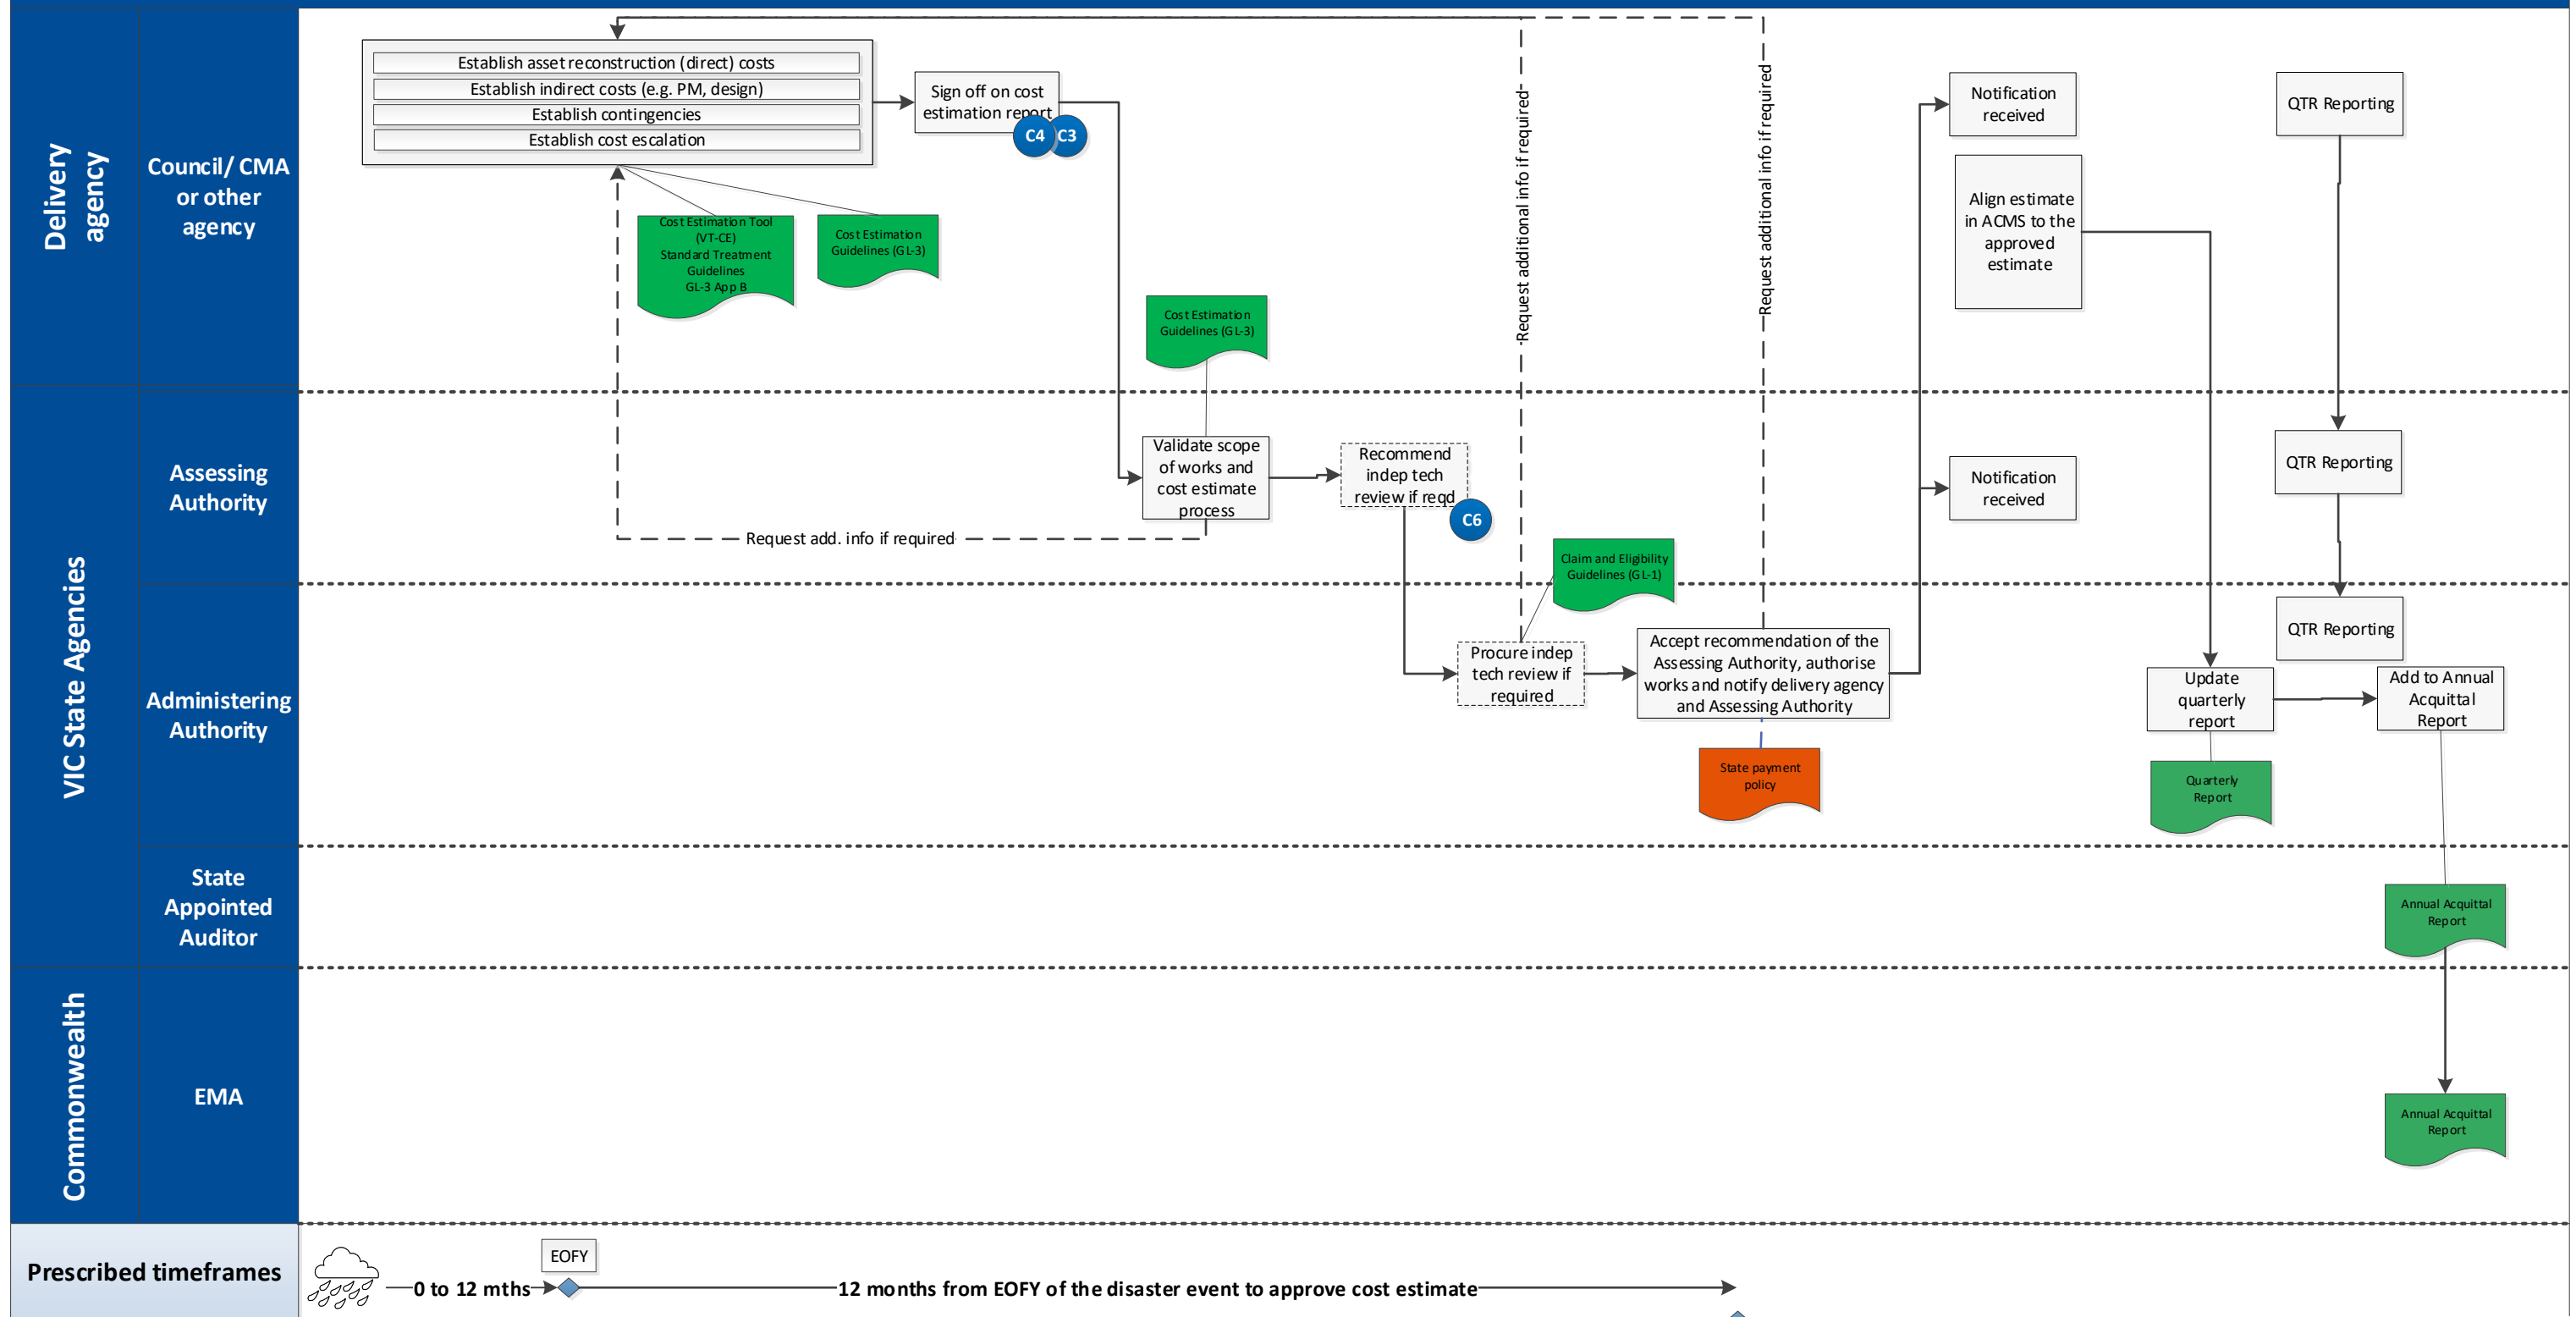 Delivery
agency
Council/ CMA
or other
agency
Establish asset reconstruction (direct) costs
Establish indirect costs (e.g. PM, design)
Establish contingencies
Establish cost escalation
Sign off on cost
estimation report
C4
C3
Cost Estimation Tool
(VT-CE)
Standard Treatment
Guidelines
GL-3 App B
Cost Estimation
Guidelines (GL-3)
Cost Estimation
Guidelines (GL-3)
Request additional info if required
Request additional info if required
Notification
received
Align estimate
in ACMS to the
approved
estimate
QTR Reporting
VIC State Agencies
Assessing
Authority
Validate scope
of works and
cost estimate
process
Recommend
indep tech
review if reqd
C6
Request add. info if required
Notification
received
QTR Reporting
Claim and Eligibility
Guidelines (GL-1)
Administering
Authority
Procure indep
tech review if
required
Accept recommendation of the
Assessing Authority, authorise
works and notify delivery agency
and Assessing Authority
State payment
policy
QTR Reporting
Update
quarterly
report
Add to Annual
Acquittal
Report
Quarterly
Report
State
Appointed
Auditor
Annual Acquittal
Report
Commonwealth
EMA
Annual Acquittal
Report
Prescribed timeframes
0 to 12 mths
EOFY
12 months from EOFY of the disaster event to approve cost estimate